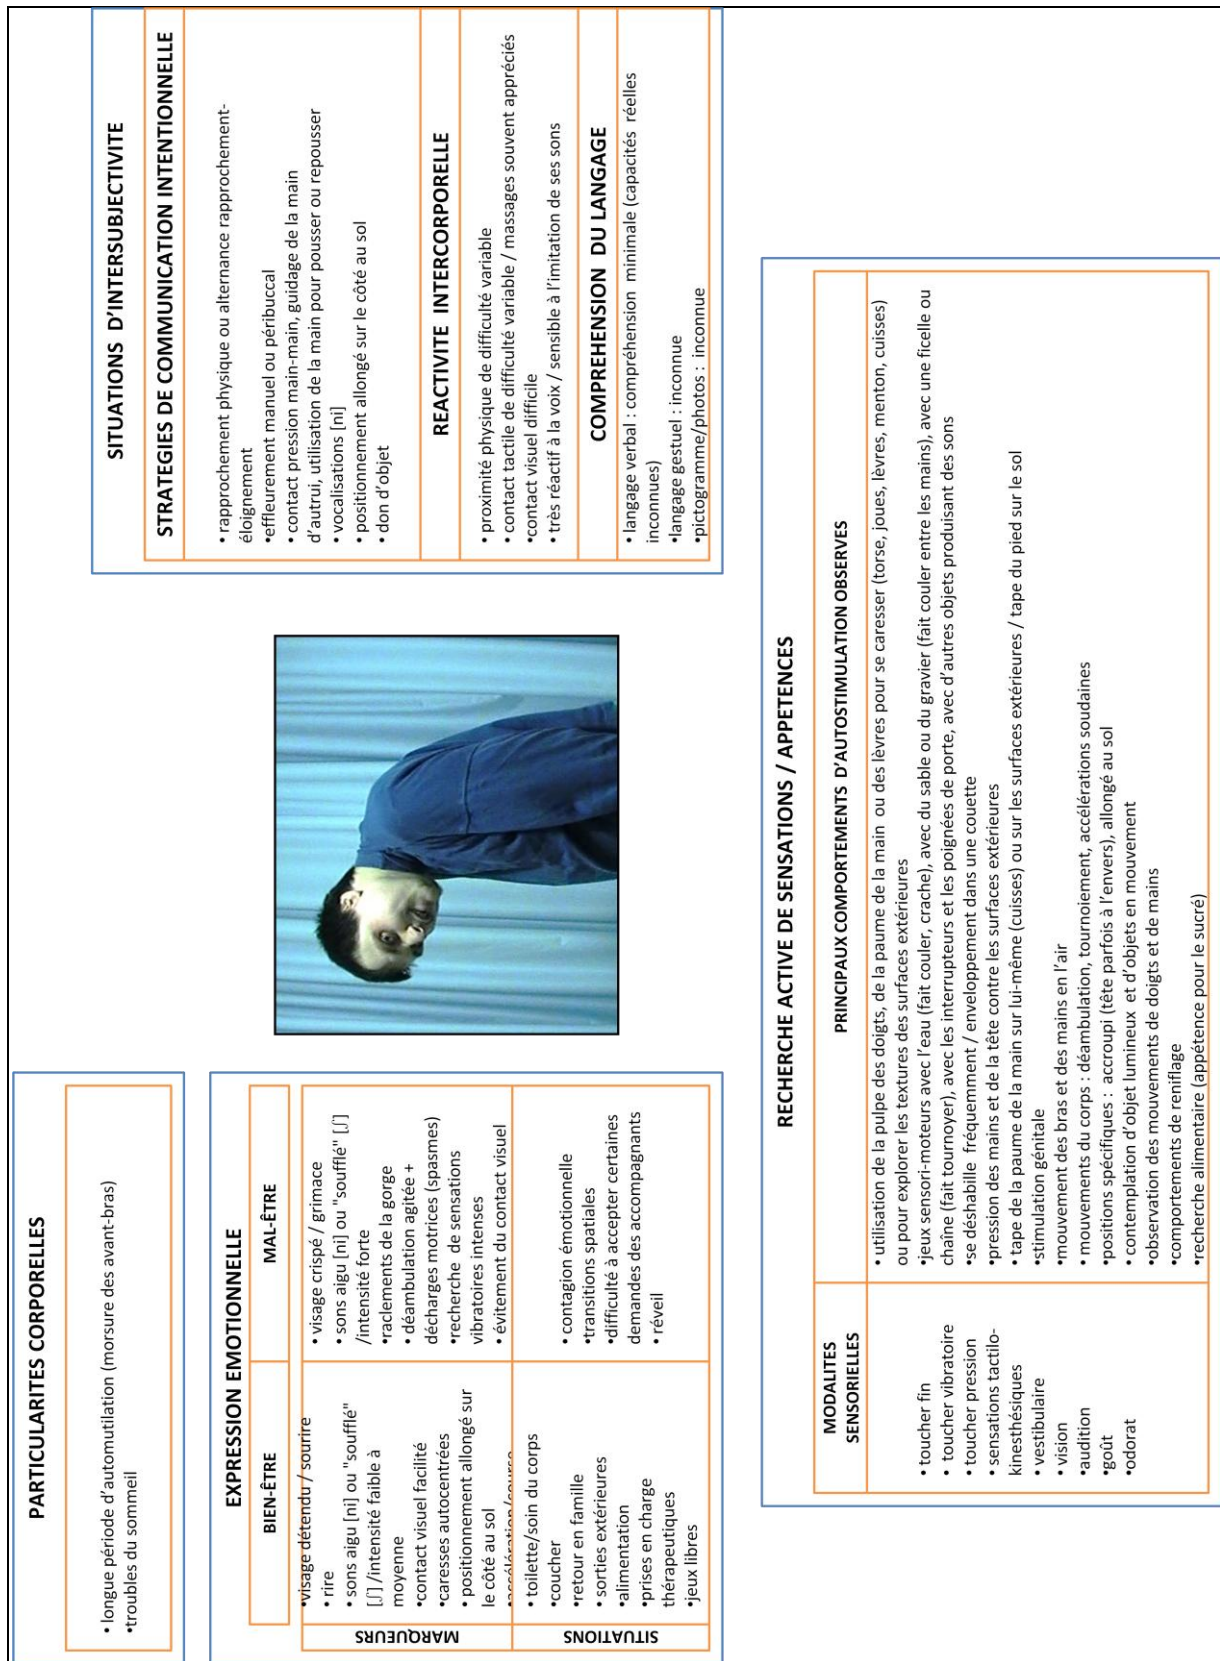 PARTICULARITES CORPORELLES
• longue période d'automutilation (morsure des avant-bras)
•troubles du sommeil
EXPRESSION EMOTIONNELLE
BIEN-ÊTRE
MAL-ÊTRE
MARQUEURS
•visage détendu / sourire
• rire
• sons aigu [ni] ou "soufflé"
[ʃ] /intensité faible à
moyenne
•contact visuel facilité
•caresses autocentrées
• positionnement allongé sur
le côté au sol
•accélération/course
• visage crispé / grimace
• sons aigu [ni] ou "soufflé" [ʃ]
/intensité forte
• raclements de la gorge
• déambulation agitée +
décharges motrices (spasmes)
•recherche de sensations
vibratoires intenses
• évitement du contact visuel
SITUATIONS
• toilette/soin du corps
•coucher
•retour en famille
• sorties extérieures
•alimentation
•prises en charge
thérapeutiques
•jeux libres
• contagion émotionnelle
•transitions spatiales
•difficulté à accepter certaines
demandes des accompagnants
• réveil
SITUATIONS D'INTERSUBJECTIVITE
STRATEGIES DE COMMUNICATION INTENTIONNELLE
• rapprochement physique ou alternance rapprochement-
éloignement
•effleurement manuel ou péribuccal
• contact pression main-main, guidage de la main
d'autrui, utilisation de la main pour pousser ou repousser
• vocalisations [ni]
• positionnement allongé sur le côté au sol
• don d'objet
REACTIVITE INTERCORPORELLE
• proximité physique de difficulté variable
• contact tactile de difficulté variable / massages souvent appréciés
•contact visuel difficile
• très réactif à la voix / sensible à l'imitation de ses sons
COMPREHENSION DU LANGAGE
• langage verbal : compréhension minimale (capacités réelles
inconnues)
•langage gestuel : inconnue
•pictogramme/photos : inconnue
RECHERCHE ACTIVE DE SENSATIONS / APPETENCES
MODALITES
SENSORIELLES
PRINCIPAUX COMPORTEMENTS D'AUTOSTIMULATION OBSERVES
• toucher fin
• toucher vibratoire
• toucher pression
• sensations tactilo-
kinesthésiques
• vestibulaire
• vision
•audition
•goût
•odorat
• utilisation de la pulpe des doigts, de la paume de la main ou des lèvres pour se caresser (torse, joues, lèvres, menton, cuisses)
ou pour explorer les textures des surfaces extérieures
•jeux sensori-moteurs avec l'eau (fait couler, crache), avec du sable ou du gravier (fait couler entre les mains), avec une ficelle ou
chaîne (fait tournoyer), avec les interrupteurs et les poignées de porte, avec d'autres objets produisant des sons
•se déshabille fréquemment / enveloppement dans une couette
•pression des mains et de la tête contre les surfaces extérieures
• tape de la paume de la main sur lui-même (cuisses) ou sur les surfaces extérieures / tape du pied sur le sol
•stimulation génitale
•mouvement des bras et des mains en l'air
• mouvements du corps : déambulation, tournoiement, accélérations soudaines
•positions spécifiques : accroupi (tête parfois à l'envers), allongé au sol
• contemplation d'objet lumineux et d'objets en mouvement
•observation des mouvements de doigts et de mains
•comportements de reniflage
•recherche alimentaire (appétence pour le sucré)